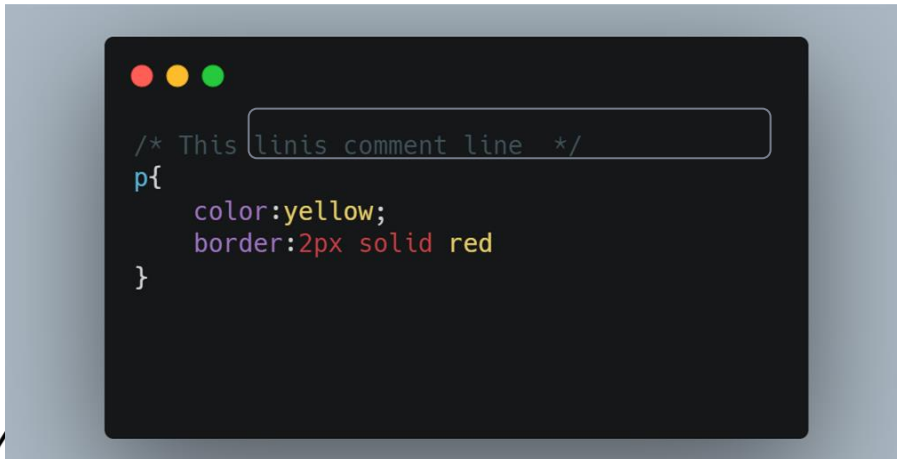 /* This linis comment line  */
p{
    color:yellow;
    border:2px solid red
}